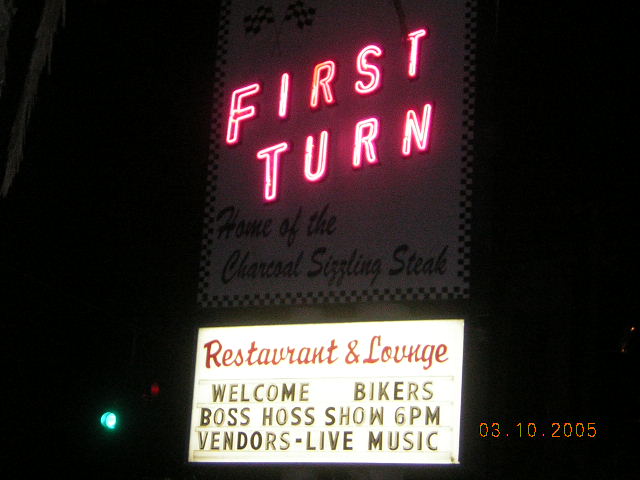 FIRST
TURN
Home of the
Charcoal Sizzling Steak
Restaurant & Lounge
WELCOME BIKERS
BOSS HOSS SHOW 6PM
VENDORS-LIVE MUSIC
03.10.2005